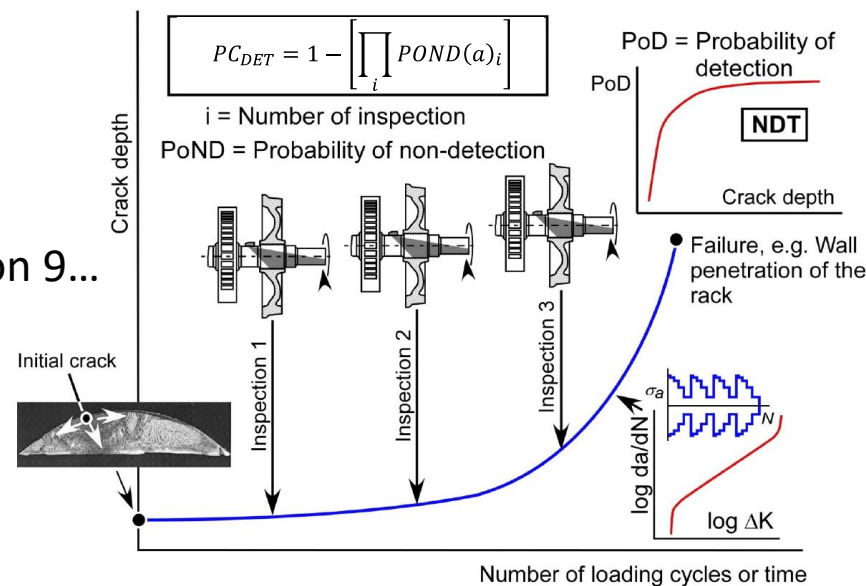 PC_DET = 1 − [∏_i POND(a)_i]
i = Number of inspection
PoND = Probability of non-detection
PoD = Probability of
detection
PoD
NDT
Crack depth
Crack depth
on 9...
Failure, e.g. Wall
penetration of the
rack
Initial crack
Inspection 1
Inspection 2
Inspection 3
σa
N
log da/dN
log ΔK
Number of loading cycles or time